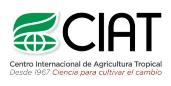 CIAT
Centro Internacional de Agricultura Tropical
Desde 1967 Ciencia para cultivar el cambio